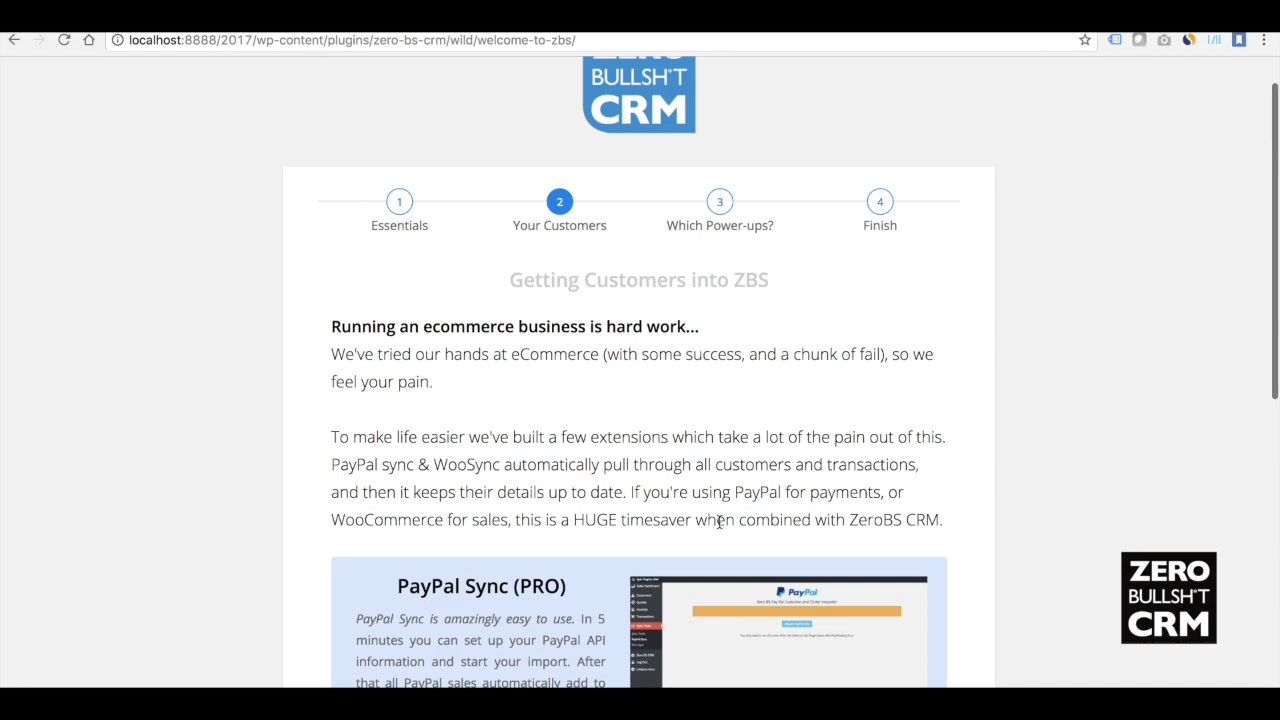 localhost:8888/2017/wp-content/plugins/zero-bs-crm/wild/welcome-to-zbs/
BULLSH*T
CRM
1
2
3
4
Essentials
Your Customers
Which Power-ups?
Finish
Getting Customers into ZBS
Running an ecommerce business is hard work...
We've tried our hands at eCommerce (with some success, and a chunk of fail), so we
feel your pain.
To make life easier we've built a few extensions which take a lot of the pain out of this.
PayPal sync & WooSync automatically pull through all customers and transactions,
and then it keeps their details up to date. If you're using PayPal for payments, or
WooCommerce for sales, this is a HUGE timesaver when combined with ZeroBS CRM.
PayPal Sync (PRO)
PayPal Sync is amazingly easy to use. In 5
minutes you can set up your PayPal API
information and start your import. After
that all PayPal sales automatically add to
PayPal
ZERO
BULLSH*T
CRM